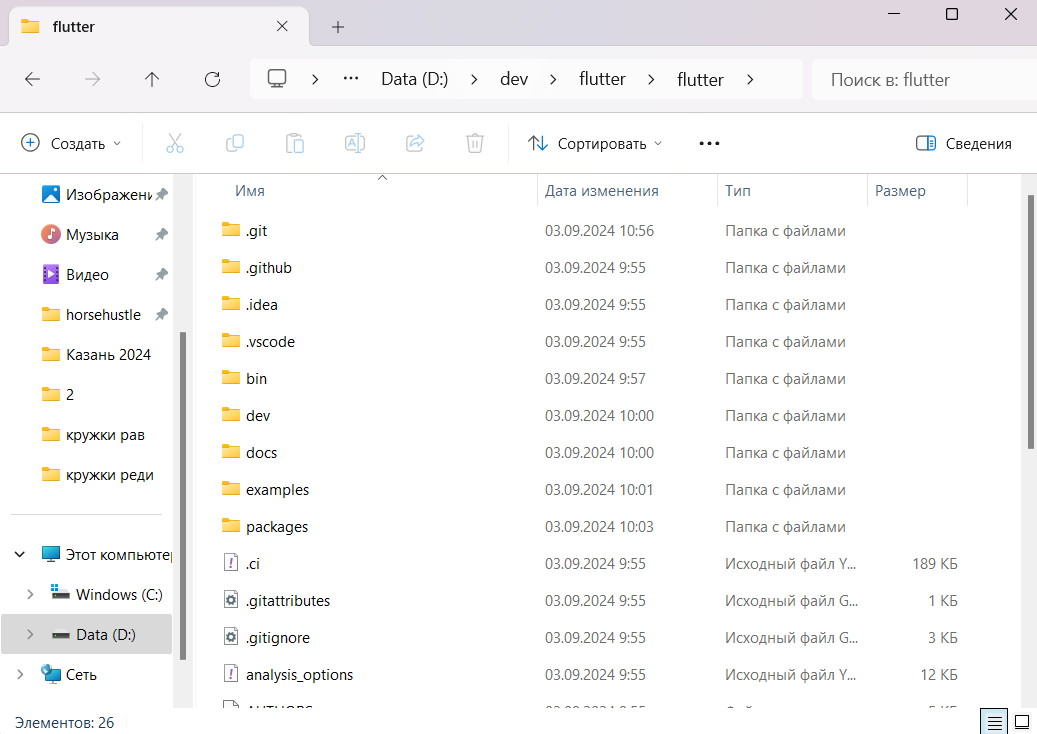 flutter
Data (D:) dev flutter flutter
Поиск в: flutter
Создать
Сортировать
Сведения
Имя Дата изменения Тип Размер
Изображени
Музыка
Видео
horsehustle
Казань 2024
2
кружки рав
кружки реди
Этот компьютер
Windows (C:)
Data (D:)
Сеть
.git 03.09.2024 10:56 Папка с файлами
.github 03.09.2024 9:55 Папка с файлами
.idea 03.09.2024 9:55 Папка с файлами
.vscode 03.09.2024 9:55 Папка с файлами
bin 03.09.2024 9:57 Папка с файлами
dev 03.09.2024 10:00 Папка с файлами
docs 03.09.2024 10:00 Папка с файлами
examples 03.09.2024 10:01 Папка с файлами
packages 03.09.2024 10:03 Папка с файлами
.ci 03.09.2024 9:55 Исходный файл Y... 189 КБ
.gitattributes 03.09.2024 9:55 Исходный файл G... 1 КБ
.gitignore 03.09.2024 9:55 Исходный файл G... 3 КБ
analysis_options 03.09.2024 9:55 Исходный файл Y... 12 КБ
Элементов: 26